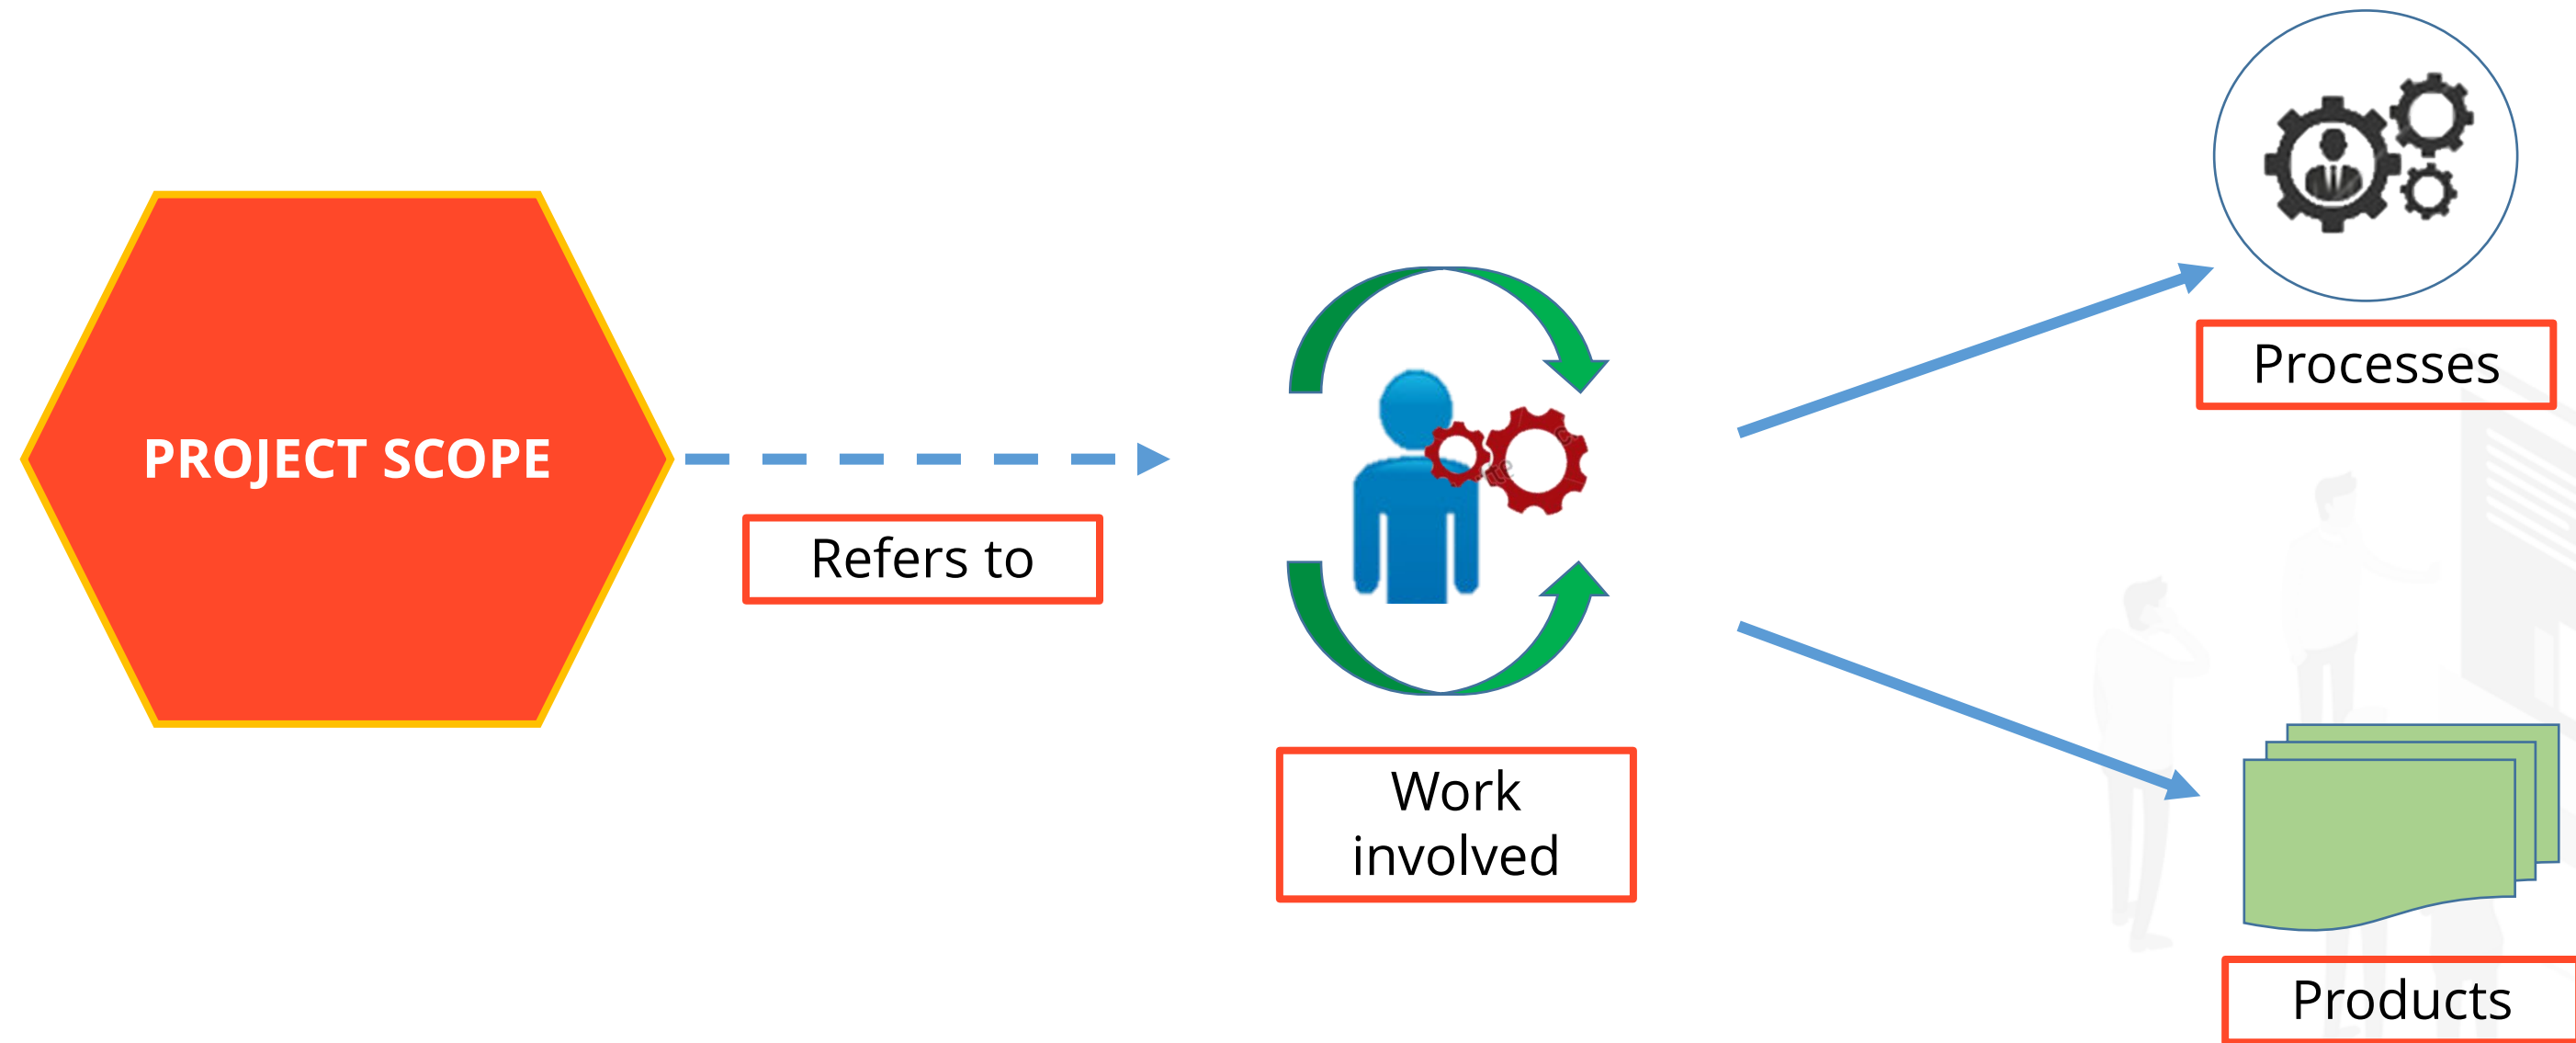 PROJECT SCOPE
Refers to
Work
involved
Processes
Products